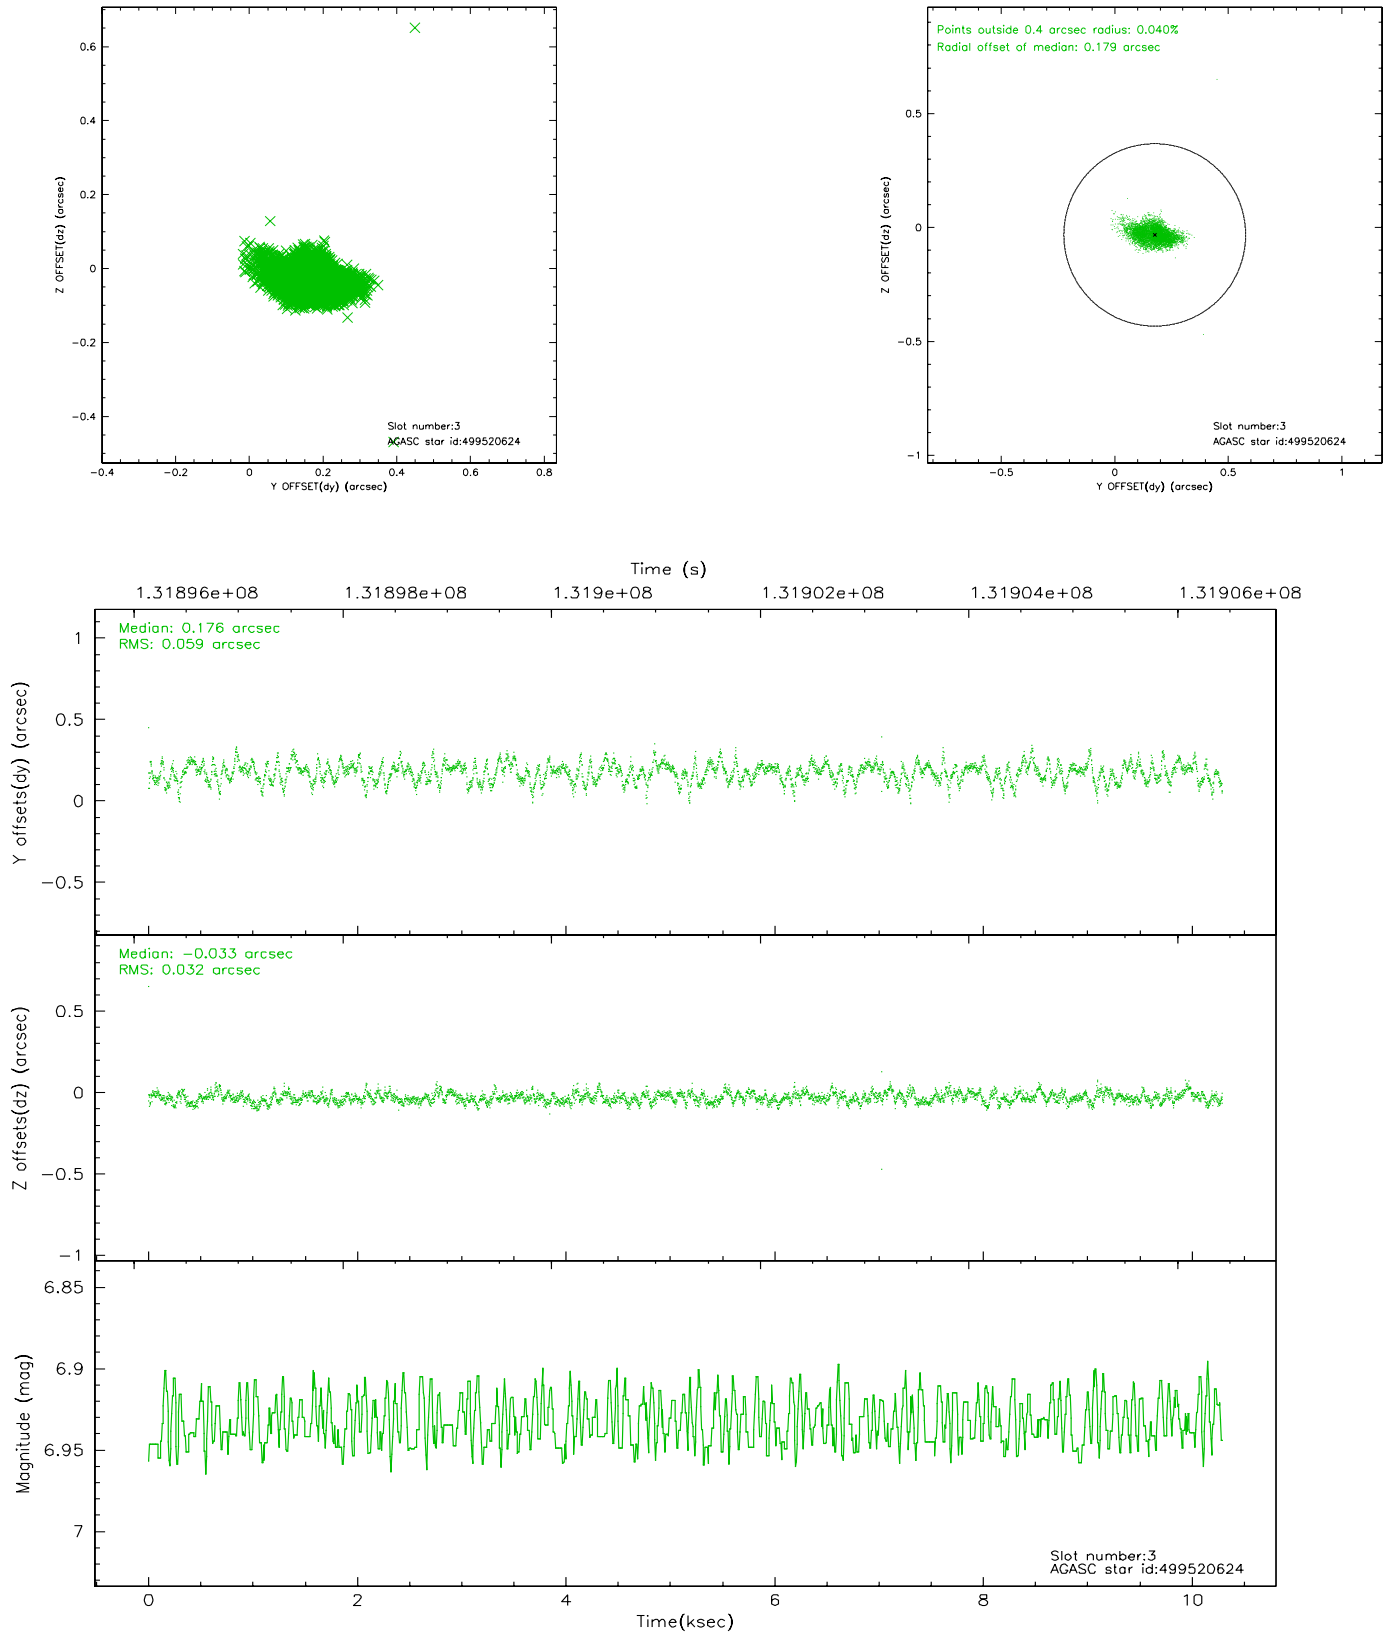 0.6
0.4
0.2
0
−0.2
−0.4
−0.4
−0.2
0
0.2
0.4
0.6
0.8
Z OFFSET(dz) (arcsec)
Y OFFSET(dy) (arcsec)
Slot number:3
AGASC star id:499520624
Points outside 0.4 arcsec radius: 0.040%
Radial offset of median: 0.179 arcsec
0.5
0
−0.5
−1
−0.5
0
0.5
1
Z OFFSET(dz) (arcsec)
Y OFFSET(dy) (arcsec)
Slot number:3
AGASC star id:499520624
Time (s)
1.31896e+08
1.31898e+08
1.319e+08
1.31902e+08
1.31904e+08
1.31906e+08
Median: 0.176 arcsec
RMS: 0.059 arcsec
1
0.5
0
−0.5
Y offsets(dy) (arcsec)
Median: −0.033 arcsec
RMS: 0.032 arcsec
0.5
0
−0.5
−1
Z offsets(dz) (arcsec)
6.85
6.9
6.95
7
Magnitude (mag)
Slot number:3
AGASC star id:499520624
0
2
4
6
8
10
Time(ksec)